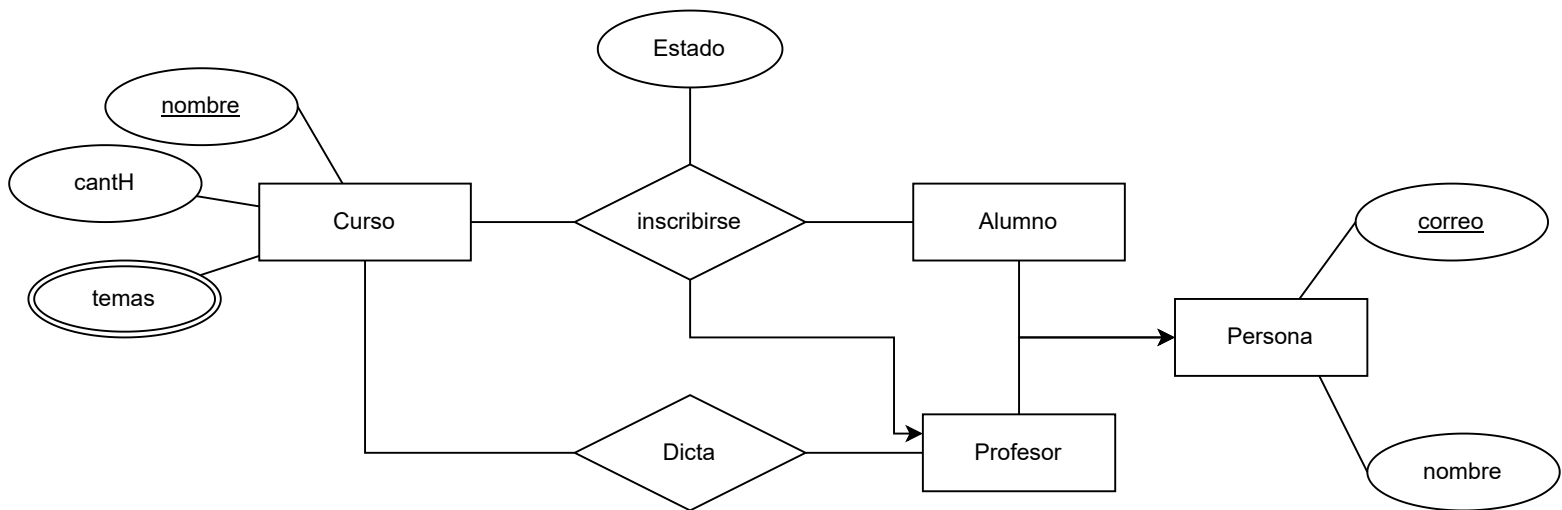 Estado
nombre
cantH
Curso
inscribirse
Alumno
correo
temas
Persona
Dicta
Profesor
nombre